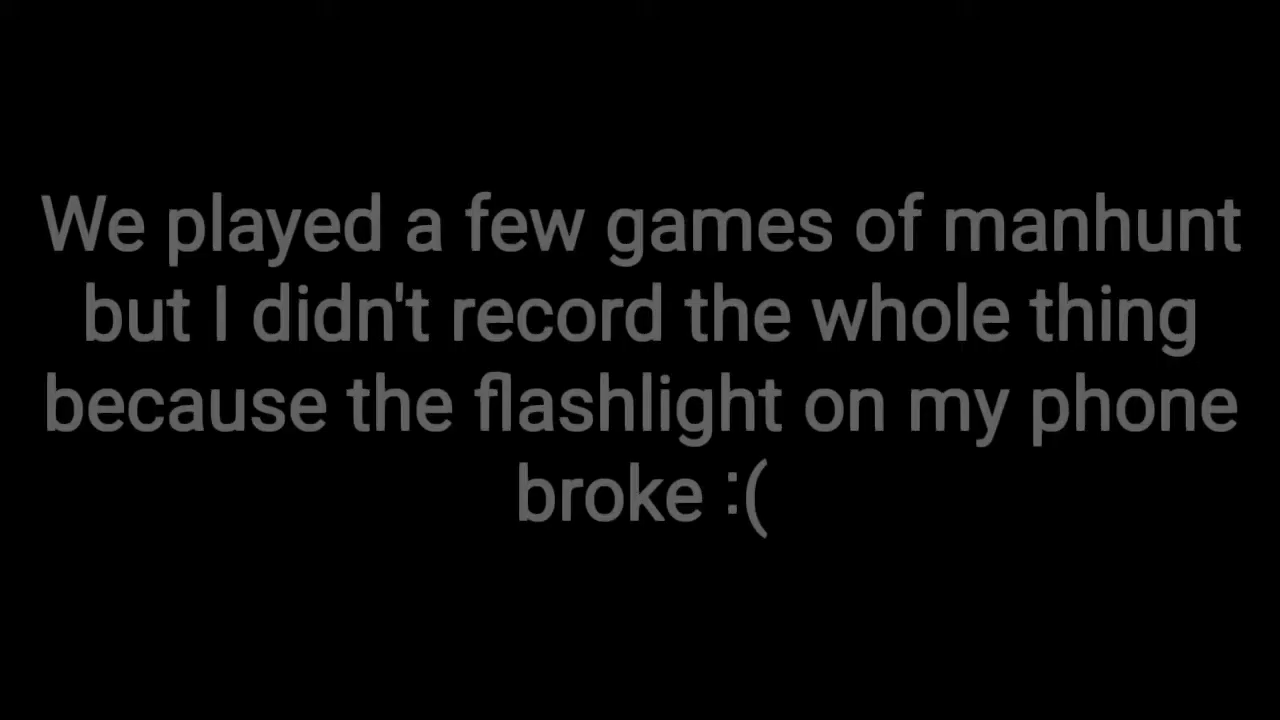 We played a few games of manhunt
but I didn't record the whole thing
because the flashlight on my phone
broke :(